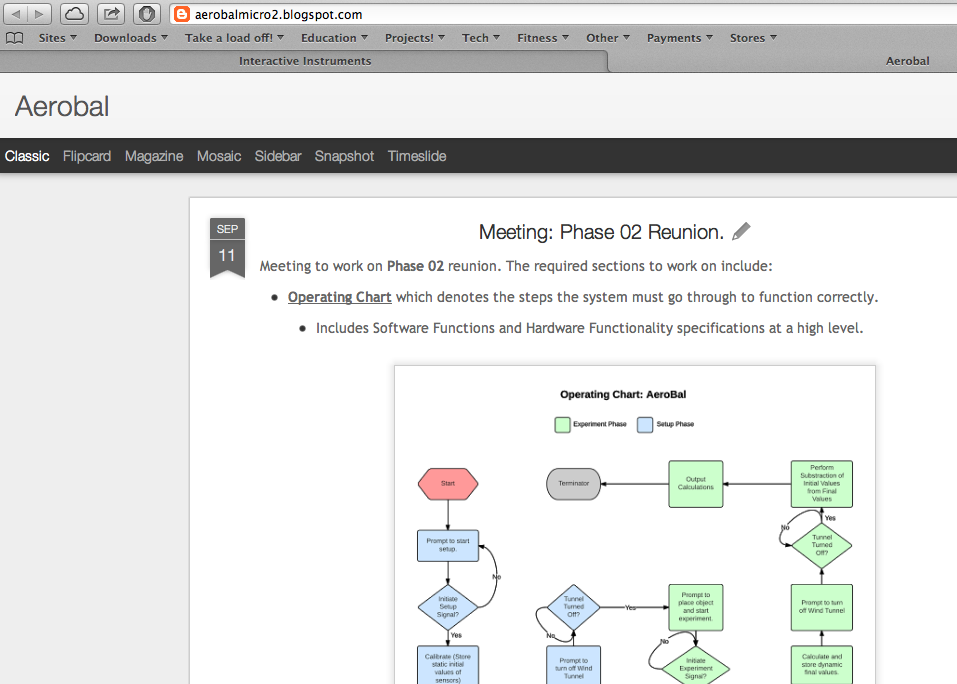 aerobalmicro2.blogspot.com
Sites Downloads Take a load off! Education Projects! Tech Fitness Other Payments Stores
Interactive Instruments
Aerobal
Aerobal
Classic Flipcard Magazine Mosaic Sidebar Snapshot Timeslide
SEP
11
Meeting: Phase 02 Reunion.
Meeting to work on Phase 02 reunion. The required sections to work on include:
Operating Chart which denotes the steps the system must go through to function correctly.
Includes Software Functions and Hardware Functionality specifications at a high level.
Operating Chart: AeroBal
Experiment Phase
Setup Phase
Start
Prompt to start
setup.
No
Initiate
Setup
Signal?
Yes
Calibrate (Store
static initial
values of
sensors)
Terminator
Output
Calculations
Perform
Substraction of
Initial Values
from Final
Values
Yes
No
Tunnel
Turned
Off?
Tunnel
Turned
Off?
Yes
No
Prompt to
turn off Wind
Tunnel
Prompt to
place object
and start
experiment.
No
Initiate
Experiment
Signal?
Prompt to turn
off Wind Tunnel
Calculate and
store dynamic
final values.